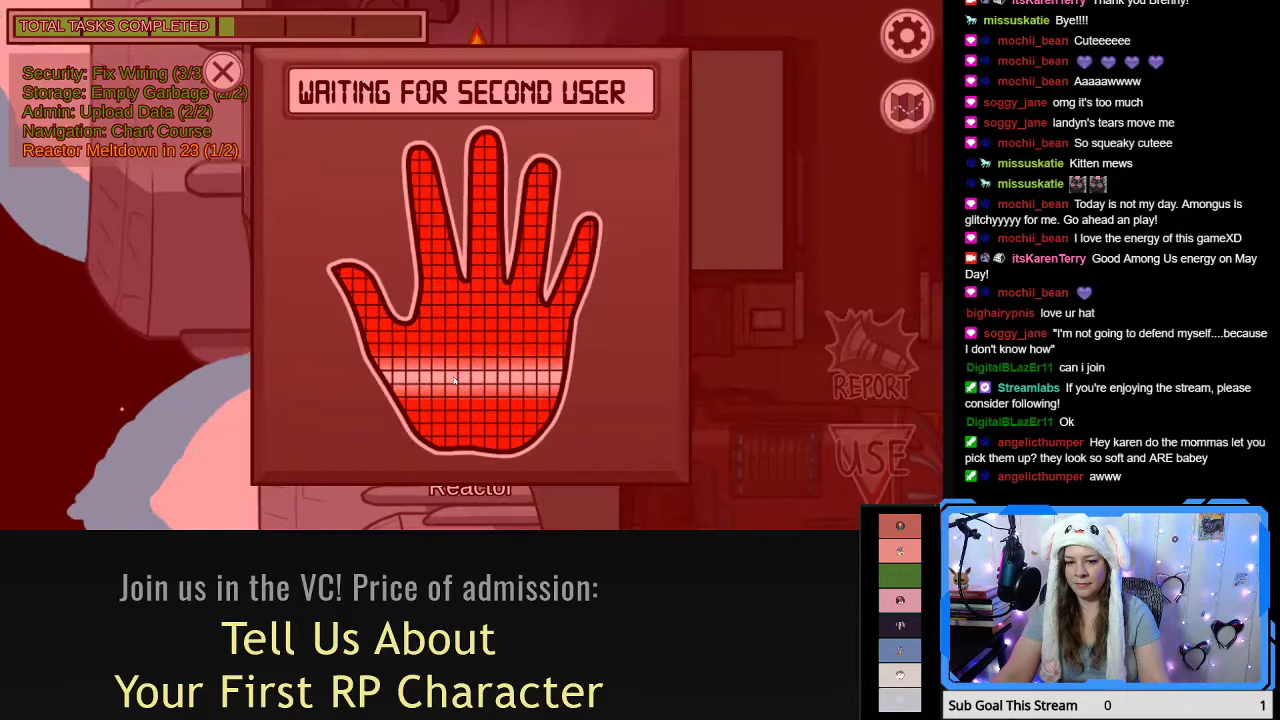 TOTAL TASKS COMPLETED
Security: Fix Wiring (3/3)
Storage: Empty Garbage (2/2)
Admin: Upload Data (2/2)
Navigation: Chart Course
Reactor Meltdown in 23 (1/2)
WAITING FOR SECOND USER
REPORT
USE
Reactor
Join us in the VC! Price of admission:
Tell Us About
Your First RP Character
itsKarenTerry Thank you Brenny!
missuskatie Bye!!!!
mochii_bean Cuteeeeee
mochii_bean
mochii_bean Aaaaawwww
soggy_jane omg it's too much
soggy_jane landyn's tears move me
mochii_bean So squeaky cuteee
missuskatie Kitten mews
missuskatie
mochii_bean Today is not my day. Amongus is
glitchyyyyy for me. Go ahead an play!
mochii_bean I love the energy of this gameXD
itsKarenTerry Good Among Us energy on May
Day!
mochii_bean
bighairypnis love ur hat
soggy_jane "I'm not going to defend myself....because
I don't know how"
DigitalBLazEr11 can i join
Streamlabs If you're enjoying the stream, please
consider following!
DigitalBLazEr11 Ok
angelicthumper Hey karen do the mommas let you
pick them up? they look so soft and ARE babey
angelicthumper awww
Sub Goal This Stream 0 1